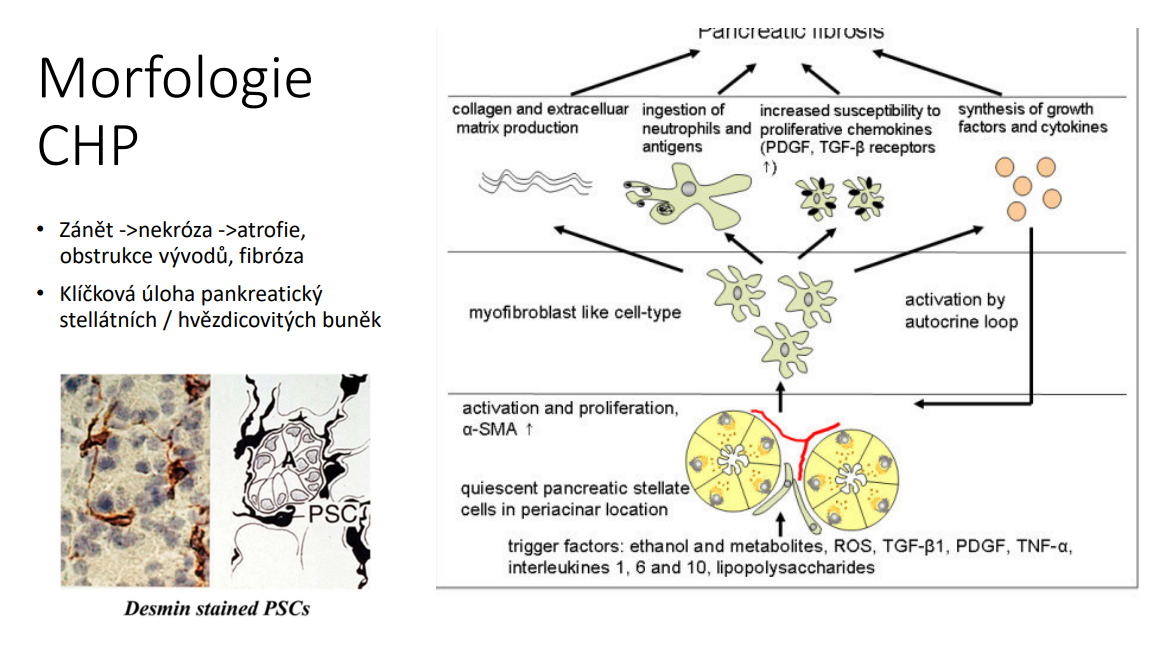 Morfologie
CHP
• Zánět ->nekróza ->atrofie,
obstrukce vývodů, fibróza
• Klíčková úloha pankreatický
stellátních / hvězdicovitých buněk
A
PSC
Desmin stained PSCs
Pancreatic fibrosis
collagen and extracelluar
matrix production
ingestion of
neutrophils and
antigens
increased susceptibility to
proliferative chemokines
(PDGF, TGF-β receptors
↑)
synthesis of growth
factors and cytokines
myofibroblast like cell-type
activation by
autocrine loop
activation and proliferation,
α-SMA ↑
quiescent pancreatic stellate
cells in periacinar location
trigger factors: ethanol and metabolites, ROS, TGF-β1, PDGF, TNF-α,
interleukines 1, 6 and 10, lipopolysaccharides